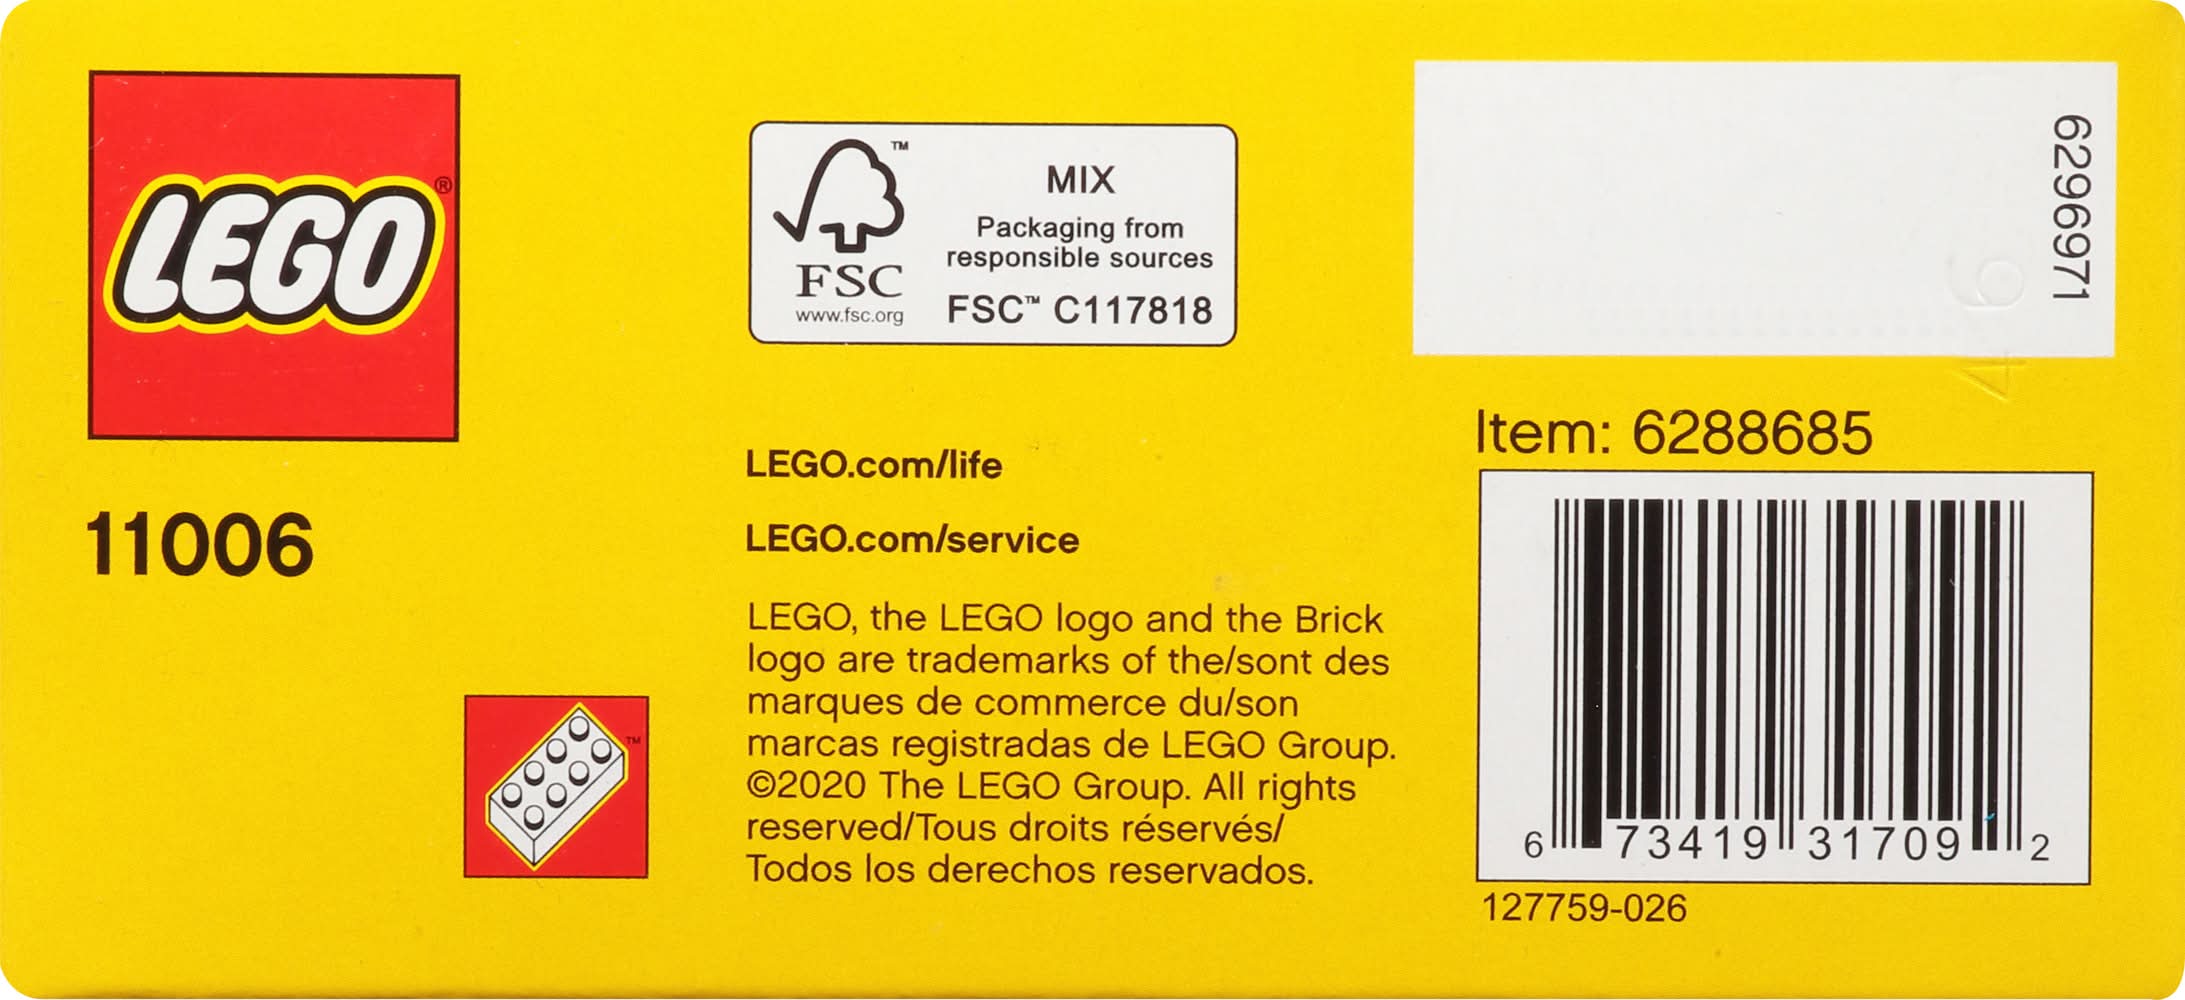 LEGO®
11006
™
FSC
www.fsc.org
MIX
Packaging from
responsible sources
FSC™ C117818
LEGO.com/life
LEGO.com/service
LEGO, the LEGO logo and the Brick
logo are trademarks of the/sont des
marques de commerce du/son
marcas registradas de LEGO Group.
©2020 The LEGO Group. All rights
reserved/Tous droits réservés/
Todos los derechos reservados.
™
6296971
Item: 6288685
6 73419 31709 2
127759-026